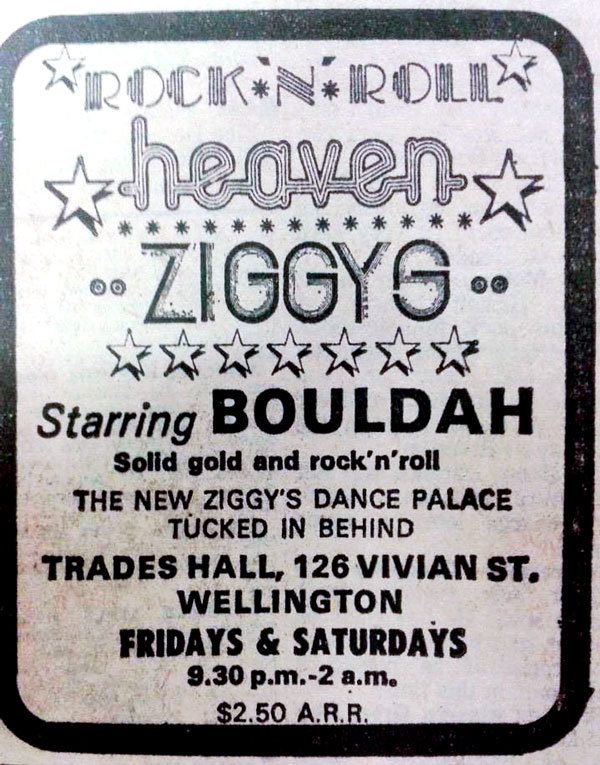 ROCK 'N' ROLL
heaven
ZIGGYS
Starring BOULDAH
Solid gold and rock'n'roll
THE NEW ZIGGY'S DANCE PALACE
TUCKED IN BEHIND
TRADES HALL, 126 VIVIAN ST.
WELLINGTON
FRIDAYS & SATURDAYS
9.30 p.m.-2 a.m.
$2.50 A.R.R.